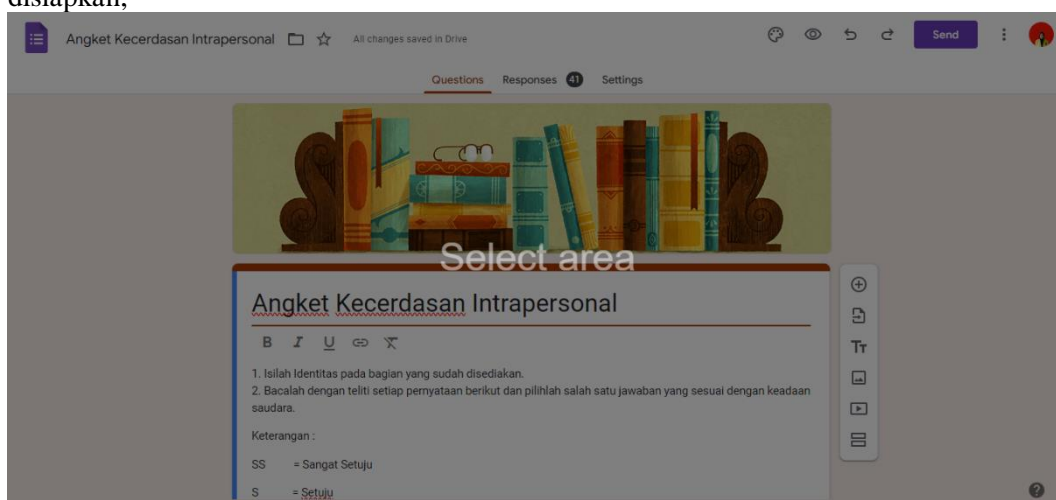 disiapkan;
Angket Kecerdasan Intrapersonal All changes saved in Drive Send
Questions Responses 41 Settings
Select area
Angket Kecerdasan Intrapersonal
B I U
Tт
1. Isilah Identitas pada bagian yang sudah disediakan.
2. Bacalah dengan teliti setiap pernyataan berikut dan pilihlah salah satu jawaban yang sesuai dengan keadaan
saudara.
Keterangan :
SS = Sangat Setuju
S = Setuju